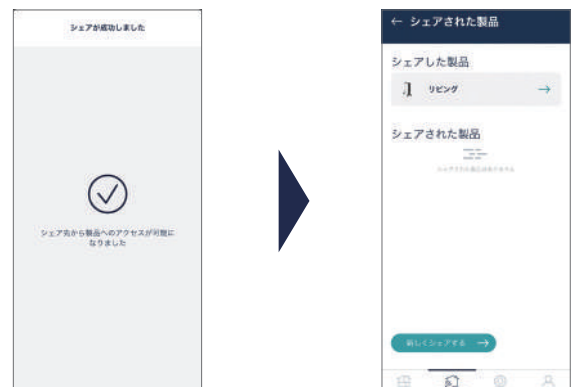 シェアが成功しました
シェア先から製品へのアクセスが可能に
なりました
← シェアされた製品
シェアした製品
リビング →
シェアされた製品
新しくシェアする →